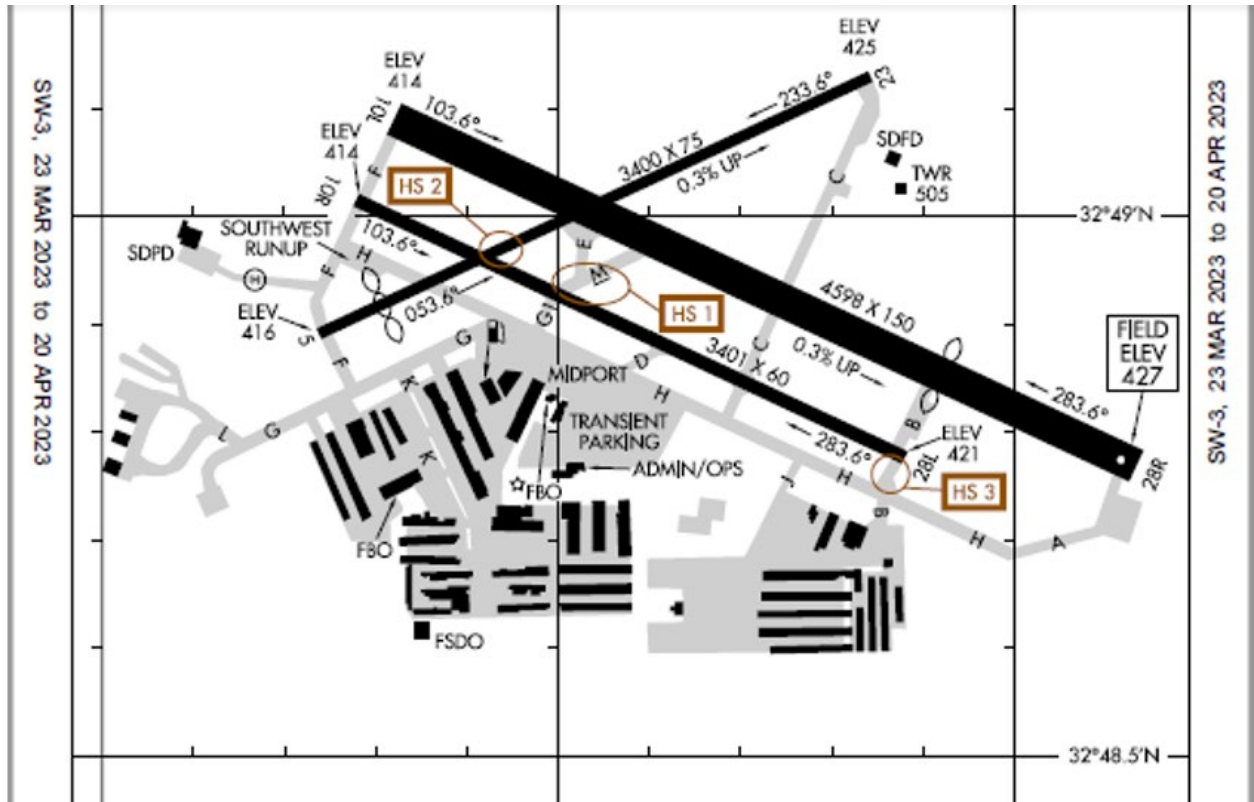 SW-3, 23 MAR 2023 to 20 APR 2023
SW-3, 23 MAR 2023 to 20 APR 2023
ELEV
425
23
233.6°
ELEV
414
10L
103.6°
ELEV
414
10R
F
3400 X 75
0.3% UP
SDFD
TWR
505
C
HS 2
32°49'N
SOUTHWEST
RUNUP
SDPD
103.6°
H
E
M
F
H
053.6°
HS 1
4598 X 150
ELEV
416
5
F
G
G1
D
H
C
3401 X 60
0.3% UP
FIELD
ELEV
427
283.6°
K
MIDPORT
TRANSIENT
PARKING
B
L
G
K
283.6°
ELEV
421
28L
28R
ADMIN/OPS
J
H
HS 3
FBO
FBO
B
H
A
FSDO
32°48.5'N